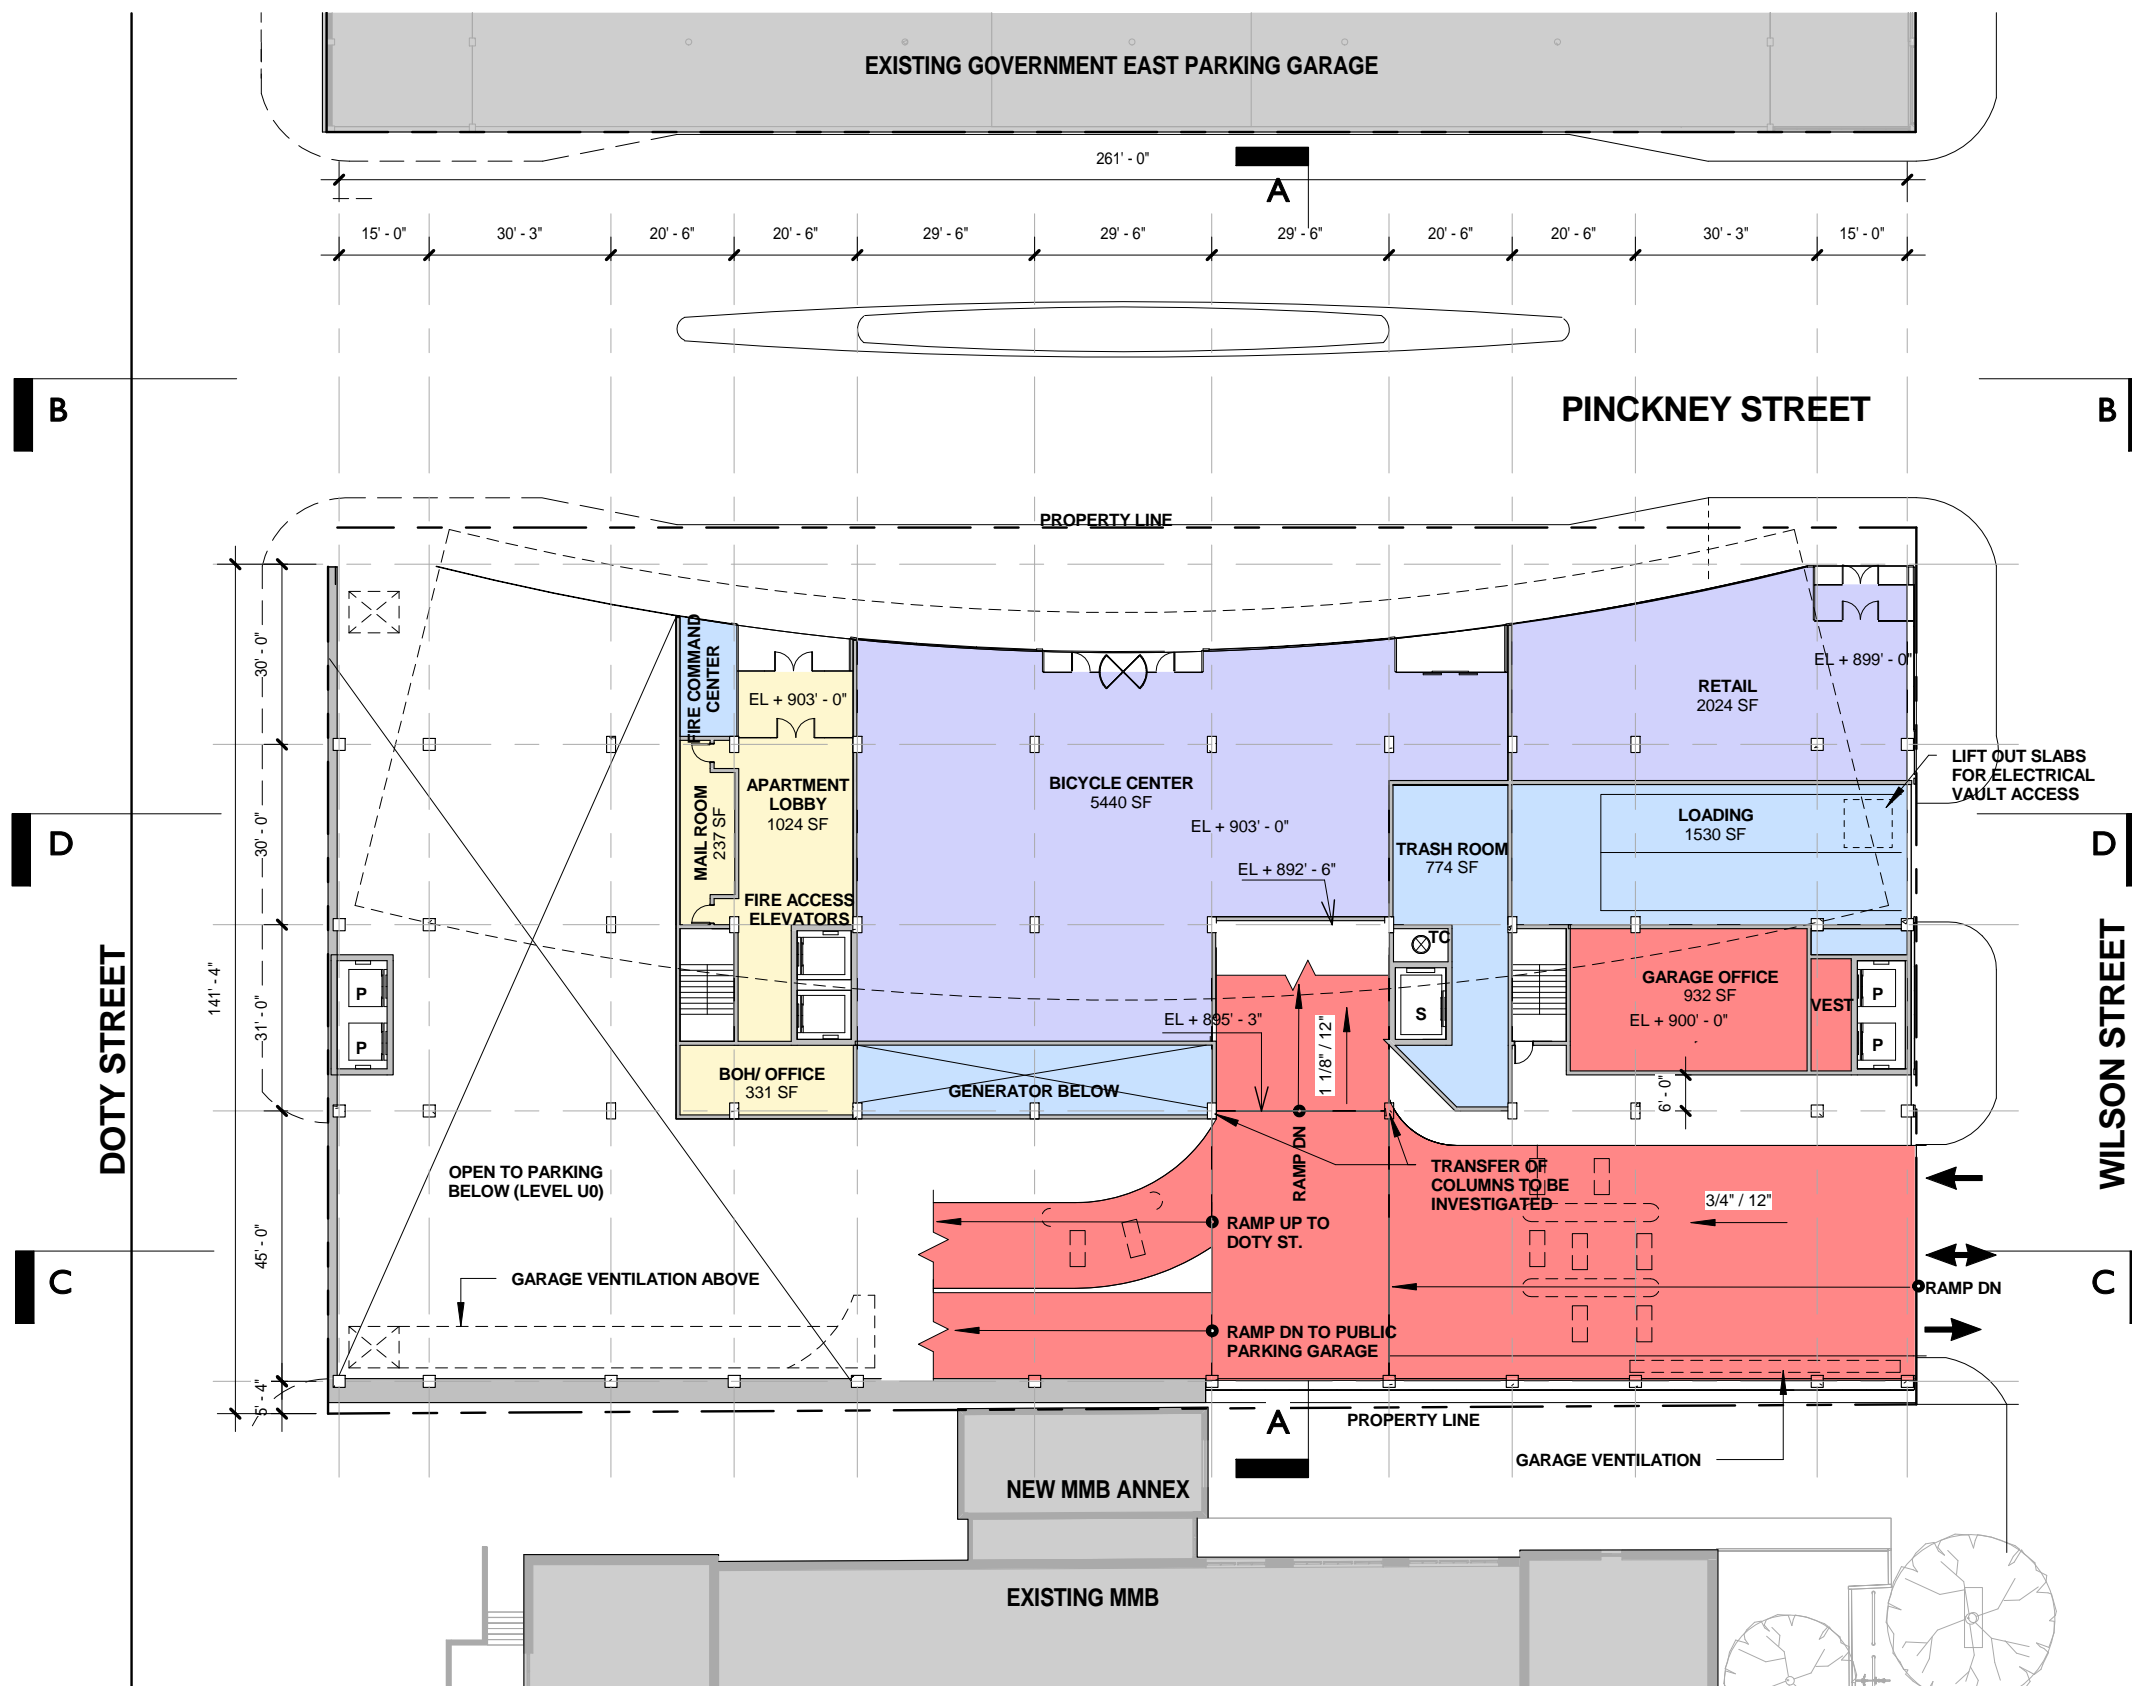 EXISTING GOVERNMENT EAST PARKING GARAGE
261' - 0"
A
15' - 0"
30' - 3"
20' - 6"
20' - 6"
29' - 6"
29' - 6"
29' - 6"
20' - 6"
20' - 6"
30' - 3"
15' - 0"
B
PINCKNEY STREET
B
PROPERTY LINE
30' - 0"
30' - 0"
31' - 0"
45' - 0"
5' - 4"
141' - 4"
FIRE COMMAND
CENTER
EL + 903' - 0"
EL + 899' - 0"
RETAIL
2024 SF
LIFT OUT SLABS
FOR ELECTRICAL
VAULT ACCESS
APARTMENT
LOBBY
1024 SF
MAIL ROOM
237 SF
BICYCLE CENTER
5440 SF
EL + 903' - 0"
LOADING
1530 SF
D
D
TRASH ROOM
774 SF
EL + 892' - 6"
FIRE ACCESS
ELEVATORS
TC
DOTY STREET
WILSON STREET
GARAGE OFFICE
932 SF
EL + 900' - 0"
VEST
P
P
P
P
S
EL + 895' - 3"
1 1/8" / 12"
BOH/ OFFICE
331 SF
GENERATOR BELOW
6' - 0"
RAMP DN
OPEN TO PARKING
BELOW (LEVEL U0)
TRANSFER OF
COLUMNS TO BE
INVESTIGATED
3/4" / 12"
RAMP UP TO
DOTY ST.
C
C
GARAGE VENTILATION ABOVE
RAMP DN
RAMP DN TO PUBLIC
PARKING GARAGE
A
PROPERTY LINE
GARAGE VENTILATION
NEW MMB ANNEX
EXISTING MMB